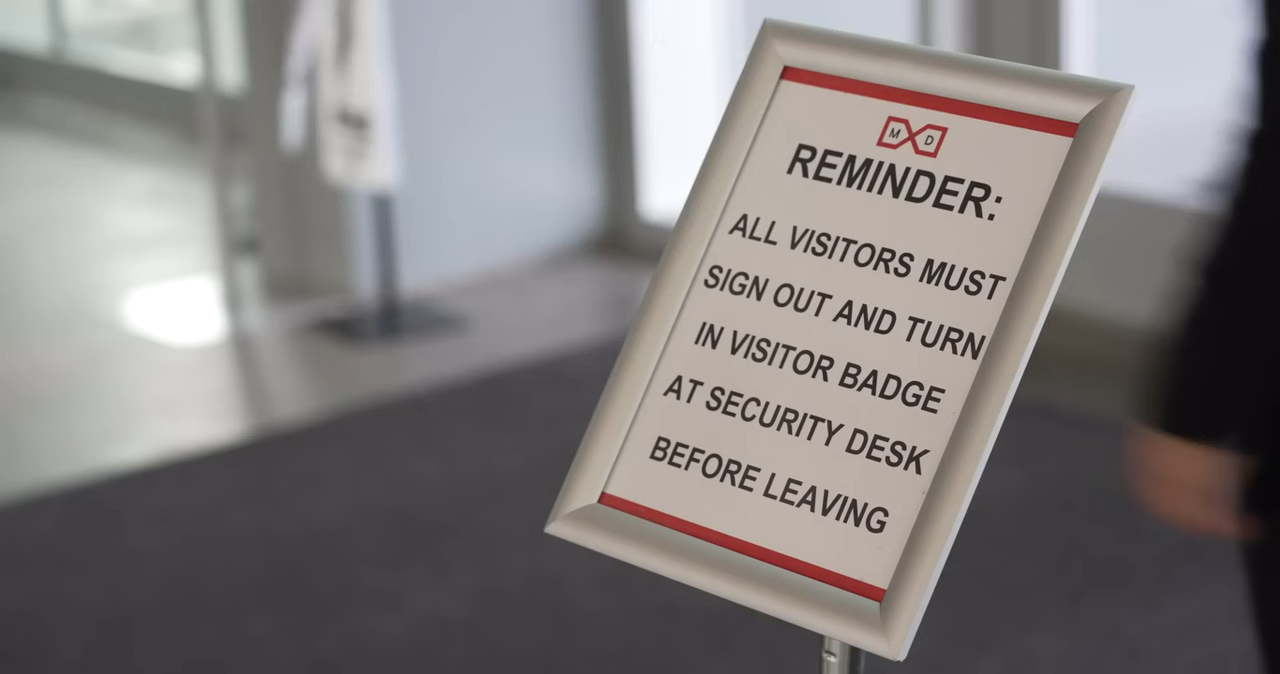 M D
REMINDER:
ALL VISITORS MUST
SIGN OUT AND TURN
IN VISITOR BADGE
AT SECURITY DESK
BEFORE LEAVING